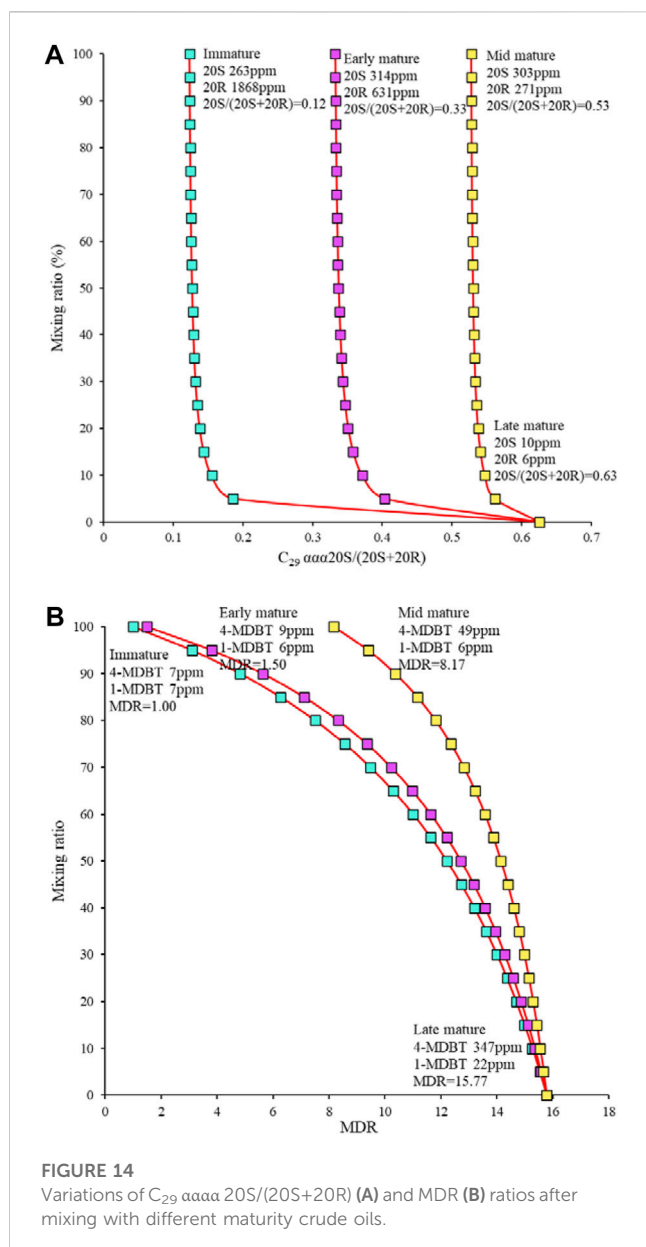 A
Immature
20S 263ppm
20R 1868ppm
20S/(20S+20R)=0.12
Early mature
20S 314ppm
20R 631ppm
20S/(20S+20R)=0.33
Mid mature
20S 303ppm
20R 271ppm
20S/(20S+20R)=0.53
Late mature
20S 10ppm
20R 6ppm
20S/(20S+20R)=0.63
Mixing ratio (%)
100
90
80
70
60
50
40
30
20
10
0
0 0.1 0.2 0.3 0.4 0.5 0.6 0.7
C29 ααα20S/(20S+20R)
B
Early mature
4-MDBT 9ppm
1-MDBT 6ppm
MDR=1.50
Mid mature
4-MDBT 49ppm
1-MDBT 6ppm
MDR=8.17
Immature
4-MDBT 7ppm
1-MDBT 7ppm
MDR=1.00
Late mature
4-MDBT 347ppm
1-MDBT 22ppm
MDR=15.77
Mixing ratio
100
90
80
70
60
50
40
30
20
10
0
0 2 4 6 8 10 12 14 16 18
MDR
FIGURE 14
Variations of C29 αααα 20S/(20S+20R) (A) and MDR (B) ratios after
mixing with different maturity crude oils.